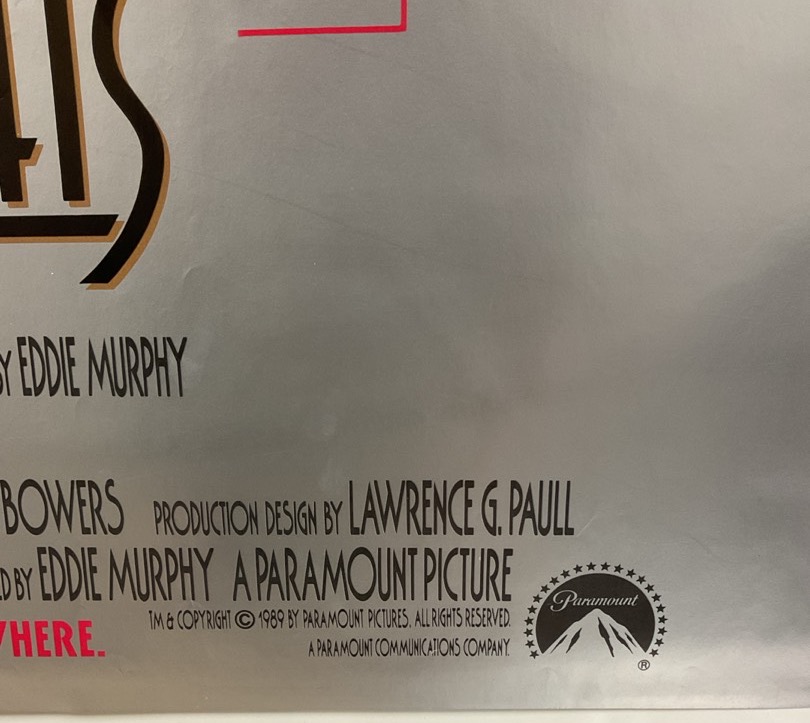 BY EDDIE MURPHY
BOWERS PRODUCTION DESIGN BY LAWRENCE G. PAULL
BY EDDIE MURPHY A PARAMOUNT PICTURE
TM & COPYRIGHT © 1989 BY PARAMOUNT PICTURES. ALL RIGHTS RESERVED.
HERE.
A PARAMOUNT COMMUNICATIONS COMPANY
Paramount
®